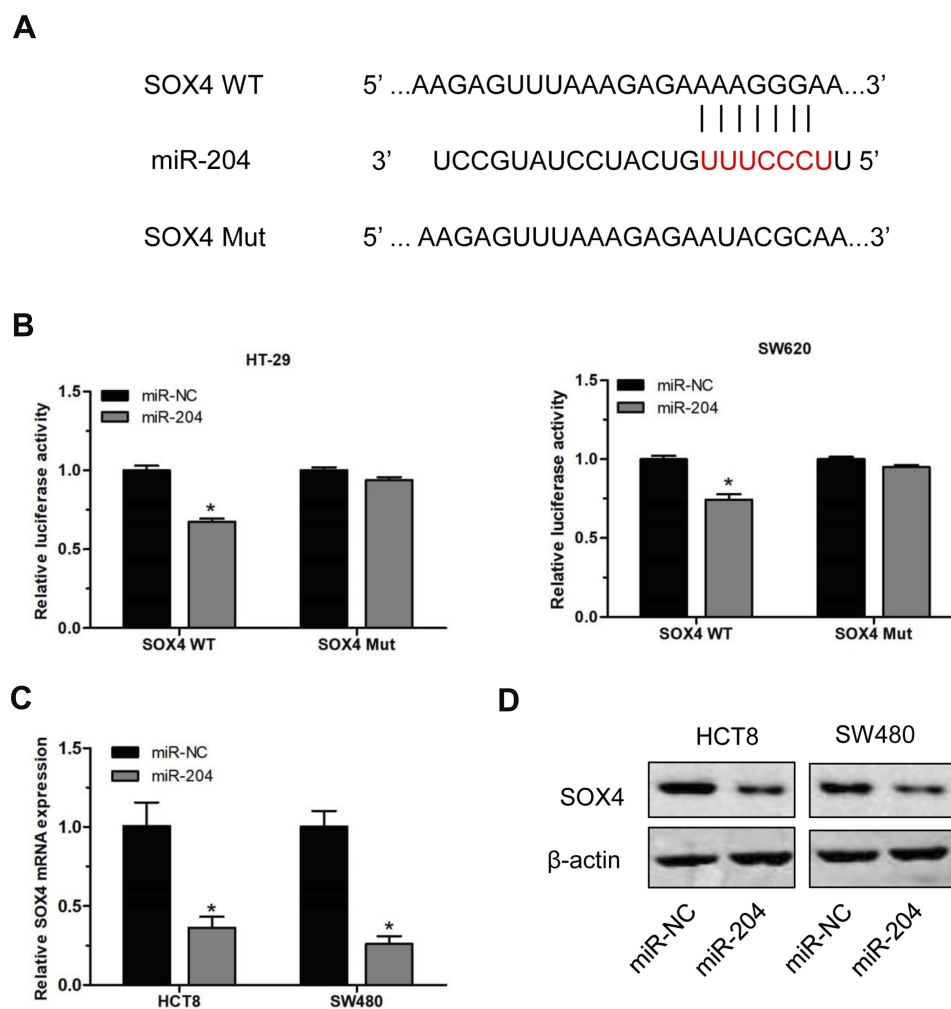 A
SOX4 WT 5’ ...AAGAGUUUAAAGAGAAAAGGGAA...3’
miR-204 3’ UCCGUAUCCUACUGUUUCCCUU 5’
SOX4 Mut 5’ ... AAGAGUUUAAAGAGAAUACGCAA...3’
B
HT-29
Relative luciferase activity
1.5
1.0
0.5
0.0
miR-NC
miR-204
*
SOX4 WT SOX4 Mut
SW620
Relative luciferase activity
1.5
1.0
0.5
0.0
miR-NC
miR-204
*
SOX4 WT SOX4 Mut
C
Relative SOX4 mRNA expression
1.5
1.0
0.5
0.0
miR-NC
miR-204
* *
HCT8 SW480
D
HCT8 SW480
SOX4
β-actin
miR-NC miR-204 miR-NC miR-204